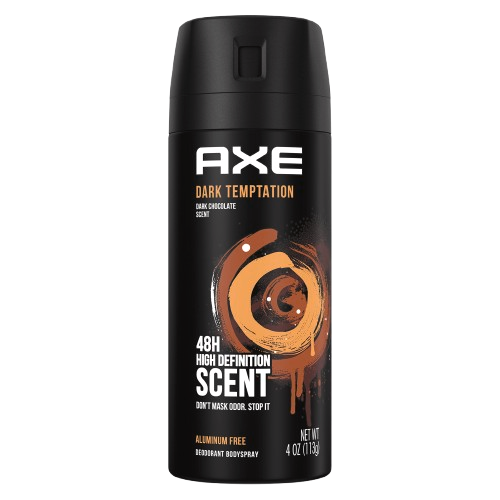 AXE
DARK TEMPTATION
DARK CHOCOLATE
SCENT
48H
HIGH DEFINITION
SCENT
DON'T MASK ODOR. STOP IT
ALUMINUM FREE
DEODORANT BODYSPRAY
NET WT
4 OZ (113g)